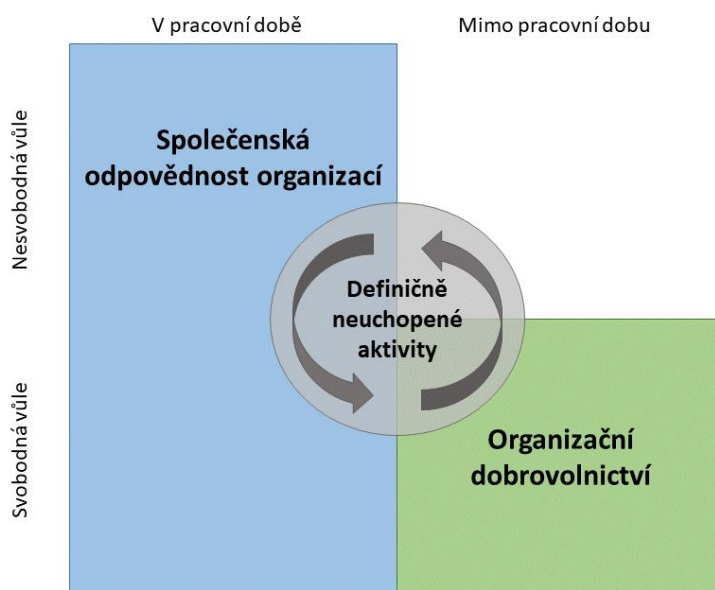 V pracovní době
Mimo pracovní dobu
Nesvobodná vůle
Společenská
odpovědnost organizací
Definičně
neuchopené
aktivity
Svobodná vůle
Organizační
dobrovolnictví